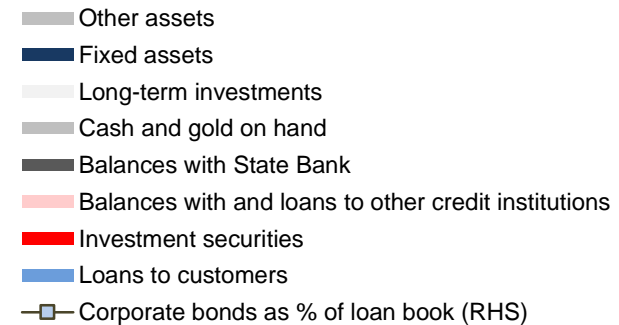 Other assets
Fixed assets
Long-term investments
Cash and gold on hand
Balances with State Bank
Balances with and loans to other credit institutions
Investment securities
Loans to customers
Corporate bonds as % of loan book (RHS)